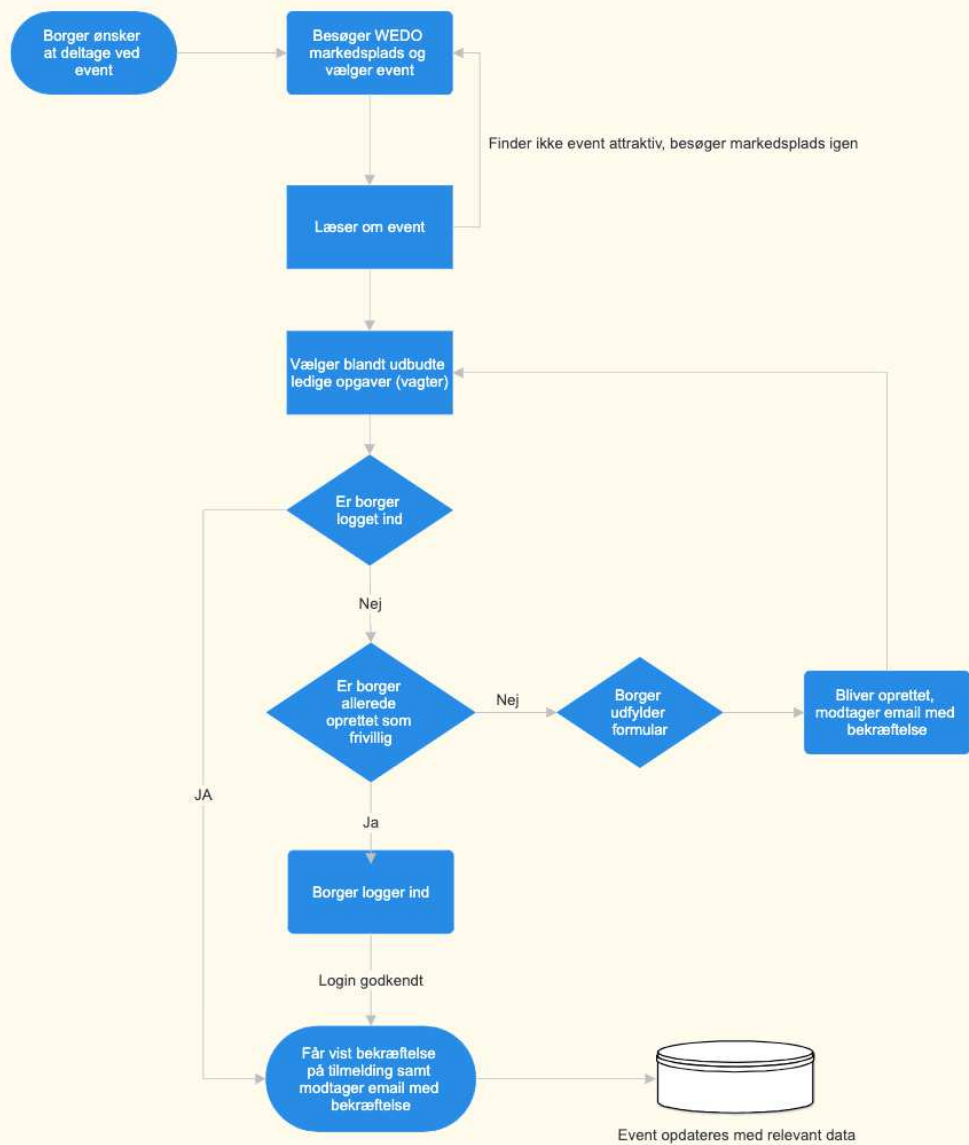 Borger ønsker
at deltage ved
event
Besøger WEDO
markedsplads og
vælger event
Finder ikke event attraktiv, besøger markedsplads igen
Læser om event
Vælger blandt udbudte
ledige opgaver (vagter)
Er borger
logget ind
Nej
Er borger
allerede
oprettet som
frivillig
Nej
Borger
udfylder
formular
Bliver oprettet,
modtager email med
bekræftelse
JA
Ja
Borger logger ind
Login godkendt
Får vist bekræftelse
på tilmelding samt
modtager email med
bekræftelse
Event opdateres med relevant data